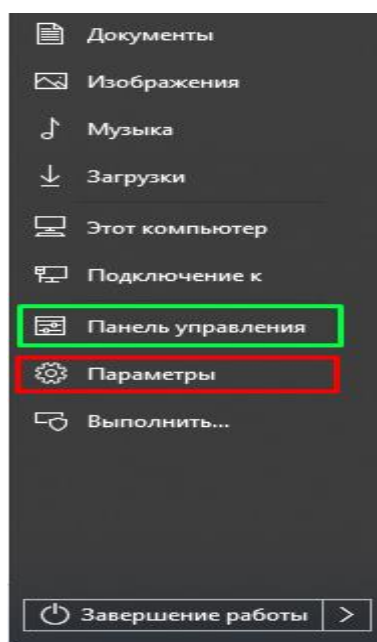 Документы
Изображения
Музыка
Загрузки
Этот компьютер
Подключение к
Панель управления
Параметры
Выполнить...
Завершение работы